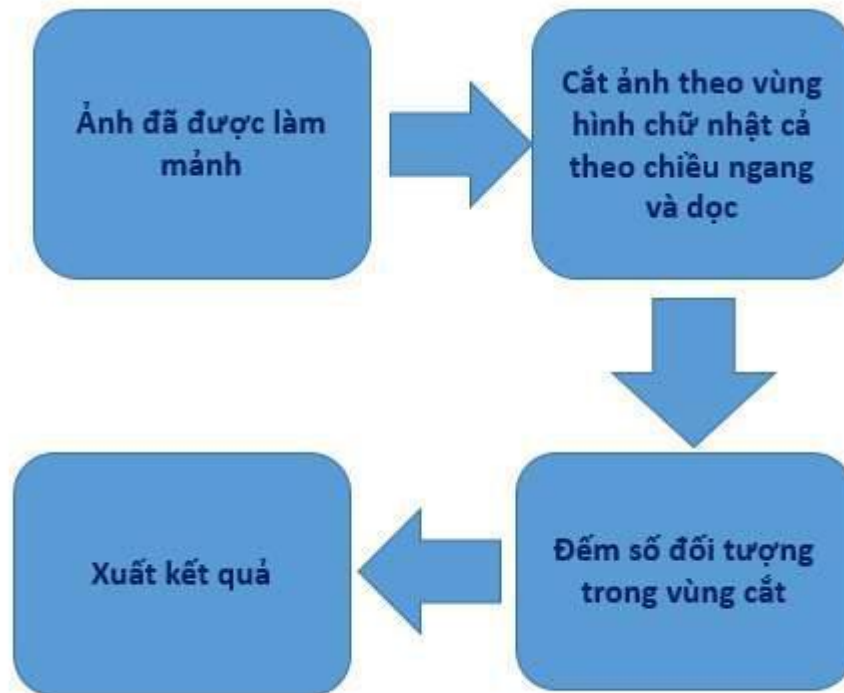 Ảnh đã được làm
mảnh
Cắt ảnh theo vùng
hình chữ nhật cả
theo chiều ngang
và dọc
Đếm số đối tượng
trong vùng cắt
Xuất kết quả